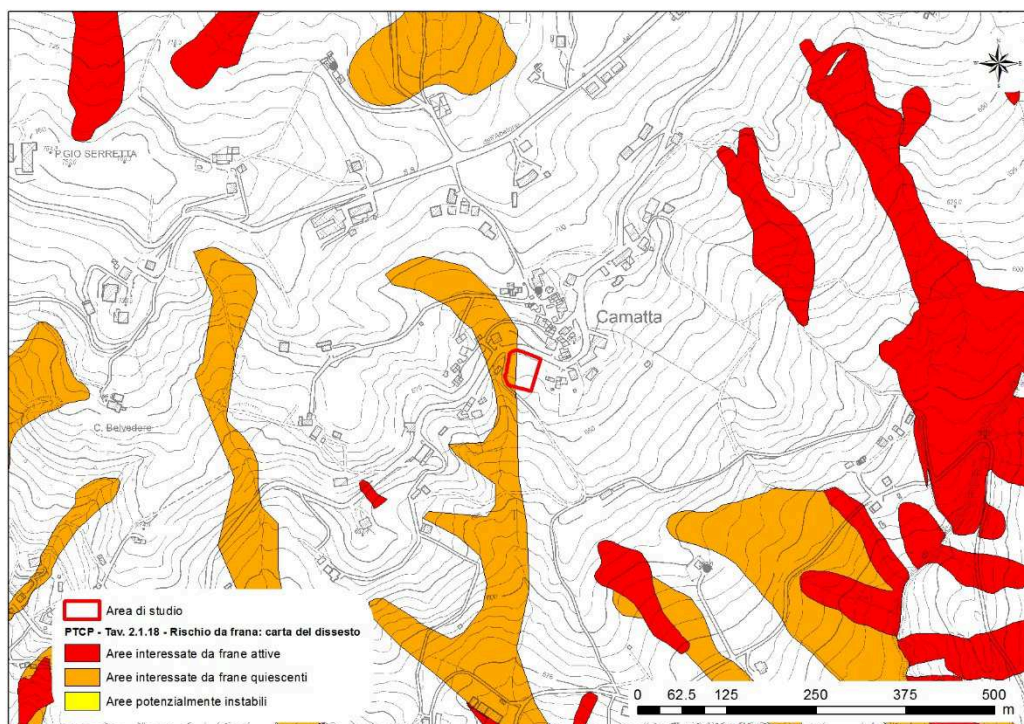 P.GIO SERRETTA
Camatta
C. Belvedere
Area di studio
PTCP - Tav. 2.1.18 - Rischio da frana: carta del dissesto
Aree interessate da frane attive
Aree interessate da frane quiescenti
Aree potenzialmente instabili
0 62.5 125 250 375 500
m